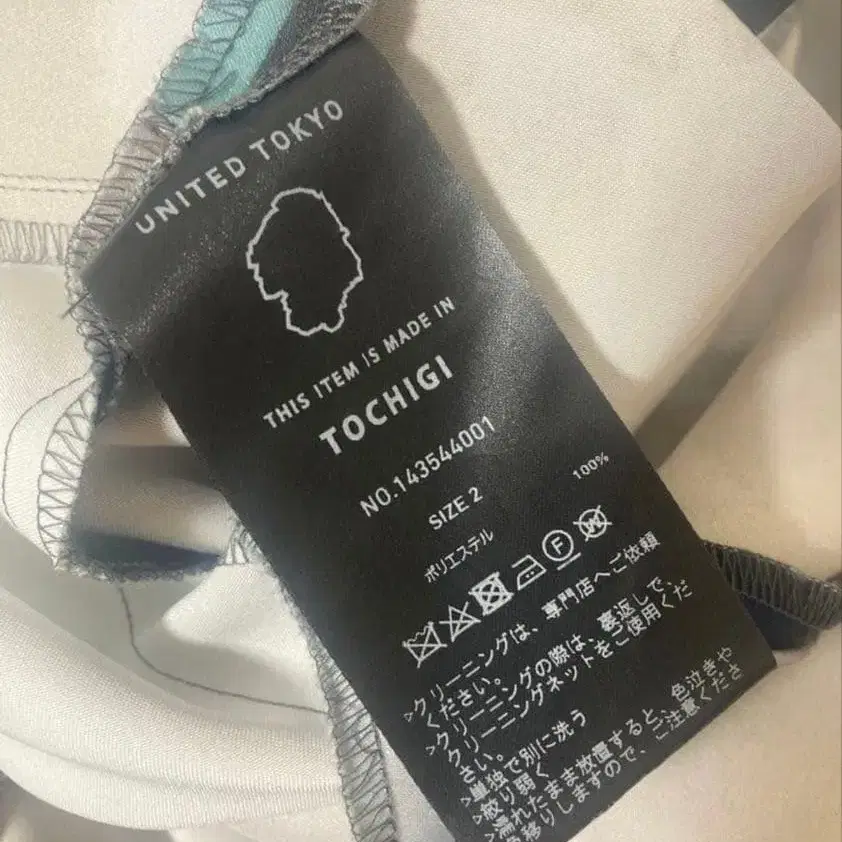 UNITED TOKYO
THIS ITEM IS MADE IN
TOCHIGI
NO.143544001
SIZE 2
ポリエステル 100%
F W
>クリーニングは、専門店へご依頼
ください。
>クリーニングの際は、裏返しで、
クリーニングネットをご使用くだ
さい。
>単独で別に洗う
>絞り弱く
>濡れたまま放置すると、色泣きや
色移りしますので、ご注意くださ